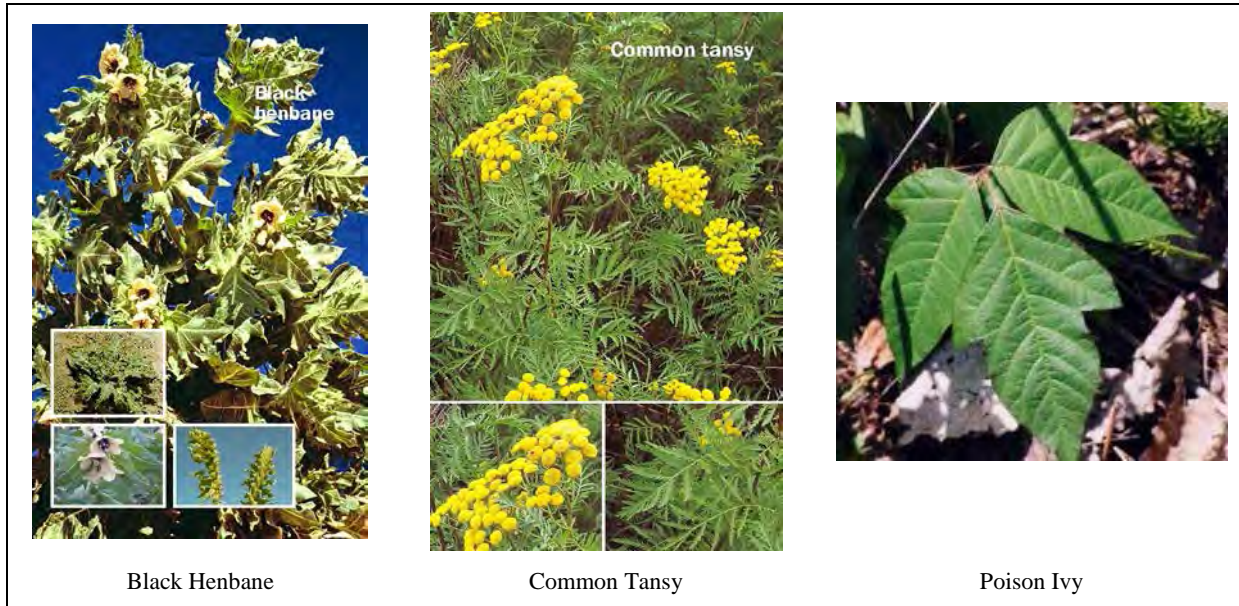 Black
henbane
Common tansy
Black Henbane
Common Tansy
Poison Ivy